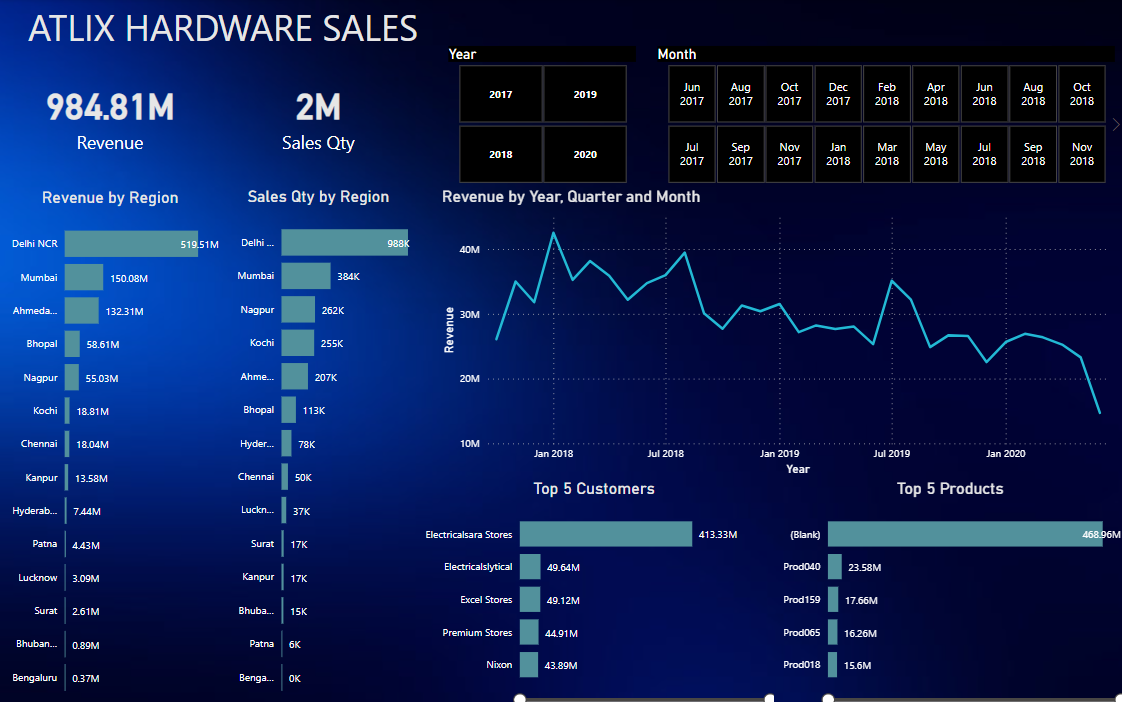 ATLIX HARDWARE SALES
984.81M
Revenue
2M
Sales Qty
Year
2017
2019
2018
2020
Month
Jun 2017
Aug 2017
Oct 2017
Dec 2017
Feb 2018
Apr 2018
Jun 2018
Aug 2018
Oct 2018
Jul 2017
Sep 2017
Nov 2017
Jan 2018
Mar 2018
May 2018
Jul 2018
Sep 2018
Nov 2018
Revenue by Region
Delhi NCR 519.51M
Mumbai 150.08M
Ahmeda... 132.31M
Bhopal 58.61M
Nagpur 55.03M
Kochi 18.81M
Chennai 18.04M
Kanpur 13.58M
Hyderab... 7.44M
Patna 4.43M
Lucknow 3.09M
Surat 2.61M
Bhuban... 0.89M
Bengaluru 0.37M
Sales Qty by Region
Delhi ... 988K
Mumbai 384K
Nagpur 262K
Kochi 255K
Ahme... 207K
Bhopal 113K
Hyder... 78K
Chennai 50K
Luckn... 37K
Surat 17K
Kanpur 17K
Bhuba... 15K
Patna 6K
Benga... 0K
Revenue by Year, Quarter and Month
Revenue
40M
30M
20M
10M
Jan 2018
Jul 2018
Jan 2019
Jul 2019
Jan 2020
Year
Top 5 Customers
Electricalsara Stores 413.33M
Electricalslytical 49.64M
Excel Stores 49.12M
Premium Stores 44.91M
Nixon 43.89M
Top 5 Products
(Blank) 468.96M
Prod040 23.58M
Prod159 17.66M
Prod065 16.26M
Prod018 15.6M